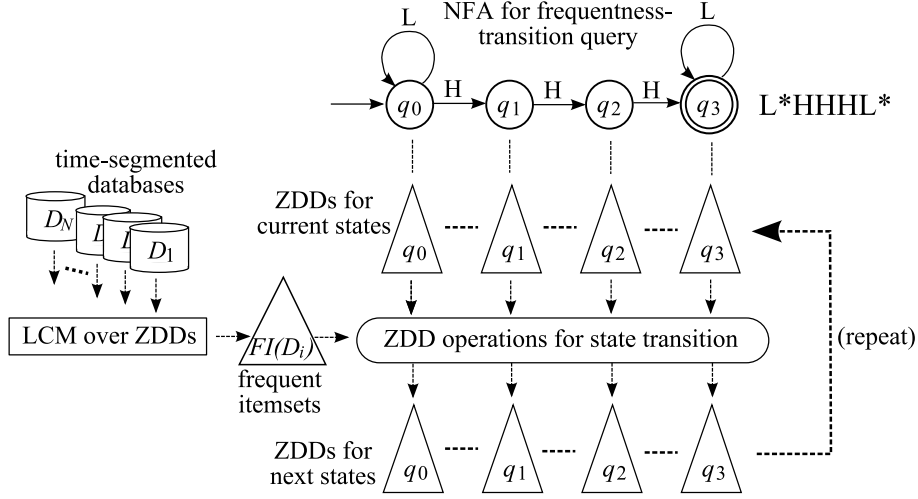 NFA for frequentness-
transition query
L
L
H
H
H
q0
q1
q2
q3
L*HHHL*
time-segmented
databases
DN
D
D
D1
ZDDs for
current states
q0
q1
q2
q3
LCM over ZDDs
FI(Di)
frequent
itemsets
ZDD operations for state transition
(repeat)
ZDDs for
next states
q0
q1
q2
q3